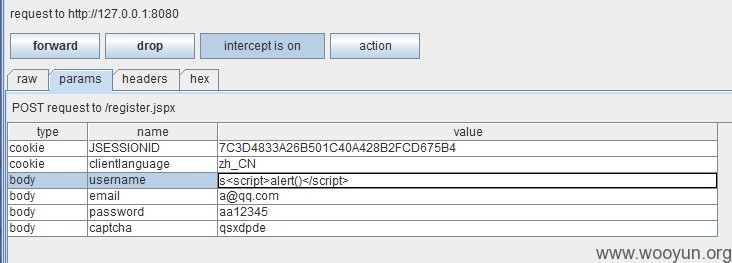 request to http://127.0.0.1:8080
forward drop intercept is on action
raw params headers hex
POST request to /register.jspx
type name value
cookie JSESSIONID 7C3D4833A26B501C40A428B2FCD675B4
cookie clientlanguage zh_CN
body username s<script>alert()</script>
body email a@qq.com
body password aa12345
body captcha qsxdpde
www.wooyun.org